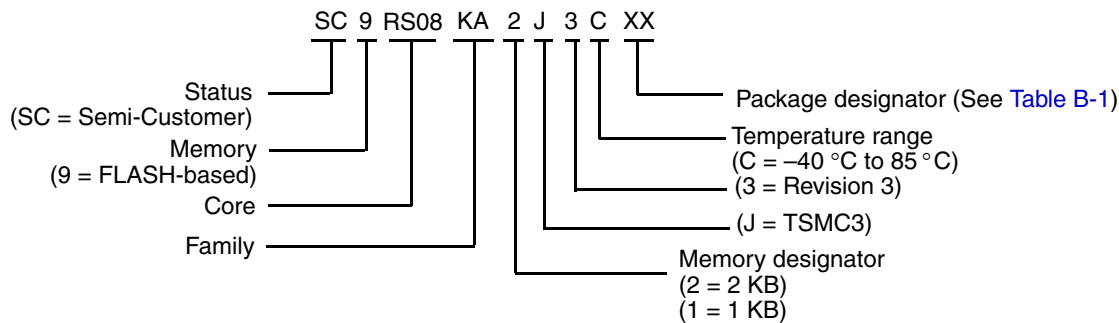 SC 9 RS08 KA 2 J 3 C XX
Status
(SC = Semi-Customer)
Memory
(9 = FLASH-based)
Core
Family
Package designator (See Table B-1)
Temperature range
(C = –40 °C to 85 °C)
(3 = Revision 3)
(J = TSMC3)
Memory designator
(2 = 2 KB)
(1 = 1 KB)